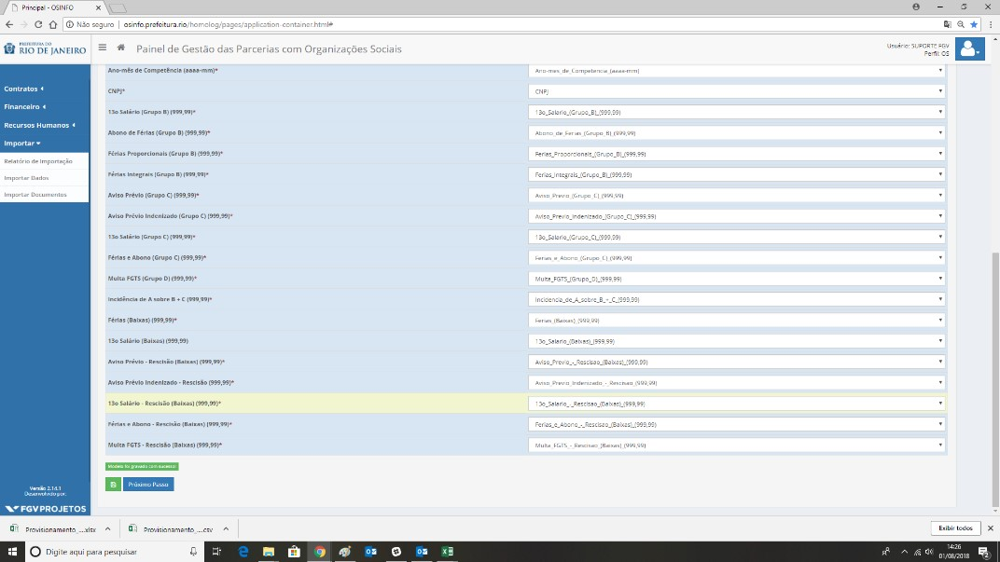 Principal - OSINFO
Não seguro | osinfo.prefeitura.rio/homolog/pages/application-container.html#
PREFEITURA DO
RIO DE JANEIRO
Painel de Gestão das Parcerias com Organizações Sociais
Usuário: SUPORTE FGV
Perfil: OS
Contratos
Financeiro
Recursos Humanos
Importar
Relatório de Importação
Importar Dados
Importar Documentos
Ano-mês de Competência (aaaa-mm)* Ano-mes_de_Competencia_(aaaa-mm)
CNPJ* CNPJ
13o Salário (Grupo B) (999,99)* 13o_Salario_(Grupo_B)_(999,99)
Abono de Férias (Grupo B) (999,99)* Abono_de_Ferias_(Grupo_B)_(999,99)
Férias Proporcionais (Grupo B) (999,99)* Ferias_Proporcionais_(Grupo_B)_(999,99)
Férias Integrais (Grupo B) (999,99)* Ferias_Integrais_(Grupo_B)_(999,99)
Aviso Prévio (Grupo C) (999,99)* Aviso_Previo_(Grupo_C)_(999,99)
Aviso Prévio Indenizado (Grupo C) (999,99)* Aviso_Previo_Indenizado_(Grupo_C)_(999,99)
13o Salário (Grupo C) (999,99)* 13o_Salario_(Grupo_C)_(999,99)
Férias e Abono (Grupo C) (999,99)* Ferias_e_Abono_(Grupo_C)_(999,99)
Multa FGTS (Grupo D) (999,99)* Multa_FGTS_(Grupo_D)_(999,99)
Incidência de A sobre B + C (999,99)* Incidencia_de_A_sobre_B_+_C_(999,99)
Férias (Baixas) (999,99)* Ferias_(Baixas)_(999,99)
13o Salário (Baixas) (999,99) 13o_Salario_(Baixas)_(999,99)
Aviso Prévio - Rescisão (Baixas) (999,99)* Aviso_Previo_-_Rescisao_(Baixas)_(999,99)
Aviso Prévio Indenizado - Rescisão (999,99)* Aviso_Previo_Indenizado_-_Rescisao_(999,99)
13o Salário - Rescisão (Baixas) (999,99)* 13o_Salario_-_Rescisao_(Baixas)_(999,99)
Férias e Abono - Rescisão (Baixas) (999,99)* Ferias_e_Abono_-_Rescisao_(Baixas)_(999,99)
Multa FGTS - Rescisão (Baixas) (999,99)* Multa_FGTS_-_Rescisao_(Baixas)_(999,99)
Modelo foi gravado com sucesso!
Próximo Passo
Versão 2.14.1
Desenvolvido por:
FGV PROJETOS
Provisionamento_....xlsx
Provisionamento_....csv
Exibir todos
Digite aqui para pesquisar
14:26
01/08/2018
2